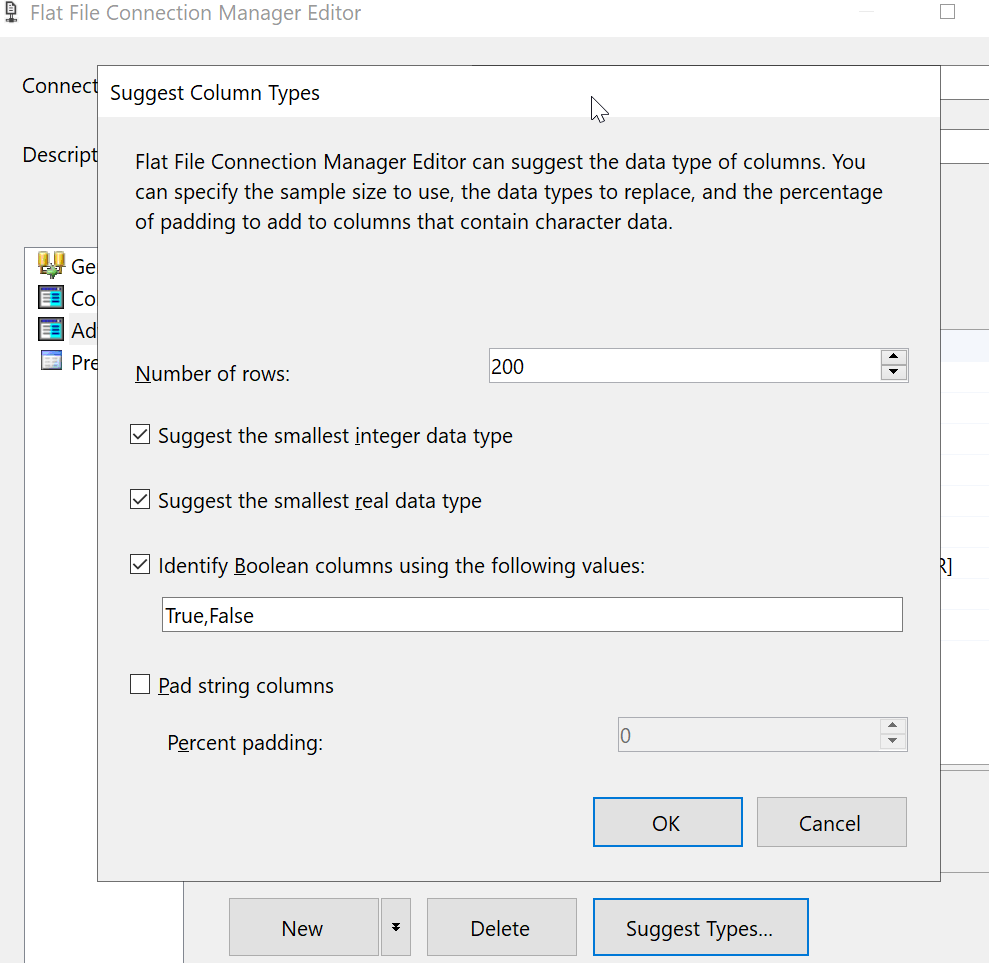 Flat File Connection Manager Editor
Connect
Suggest Column Types
Descript
Flat File Connection Manager Editor can suggest the data type of columns. You
can specify the sample size to use, the data types to replace, and the percentage
of padding to add to columns that contain character data.
Ge
Co
Ad
Pre
Number of rows:
200
Suggest the smallest integer data type
Suggest the smallest real data type
Identify Boolean columns using the following values:
R]
True,False
Pad string columns
Percent padding:
0
OK
Cancel
New
Delete
Suggest Types...